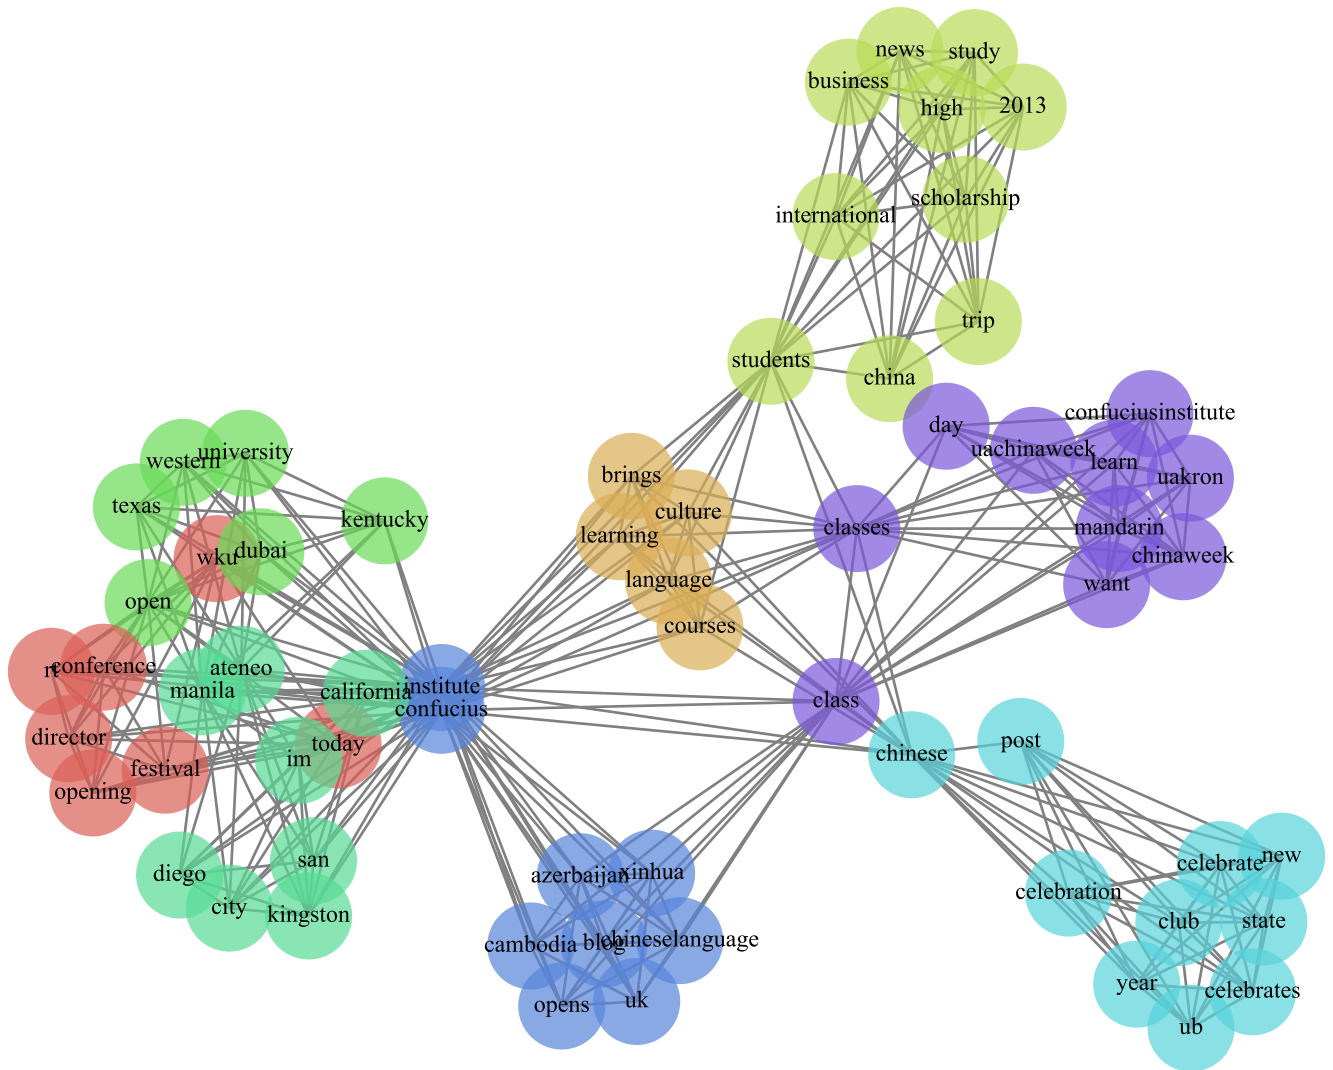 news
study
business
high
2013
scholarship
international
trip
students
china
day
confuciusinstitute
uachinaweek
learn
uakron
mandarin
chinaweek
want
classes
class
brings
culture
learning
language
courses
western
university
texas
kentucky
wku
dubai
open
rt
conference
ateneo
manila
california
institute
confucius
director
today
im
festival
opening
san
diego
city
kingston
azerbaijan
xinhua
cambodia
blog
chineselanguage
opens
uk
chinese
post
celebrate
new
celebration
club
state
year
celebrates
ub